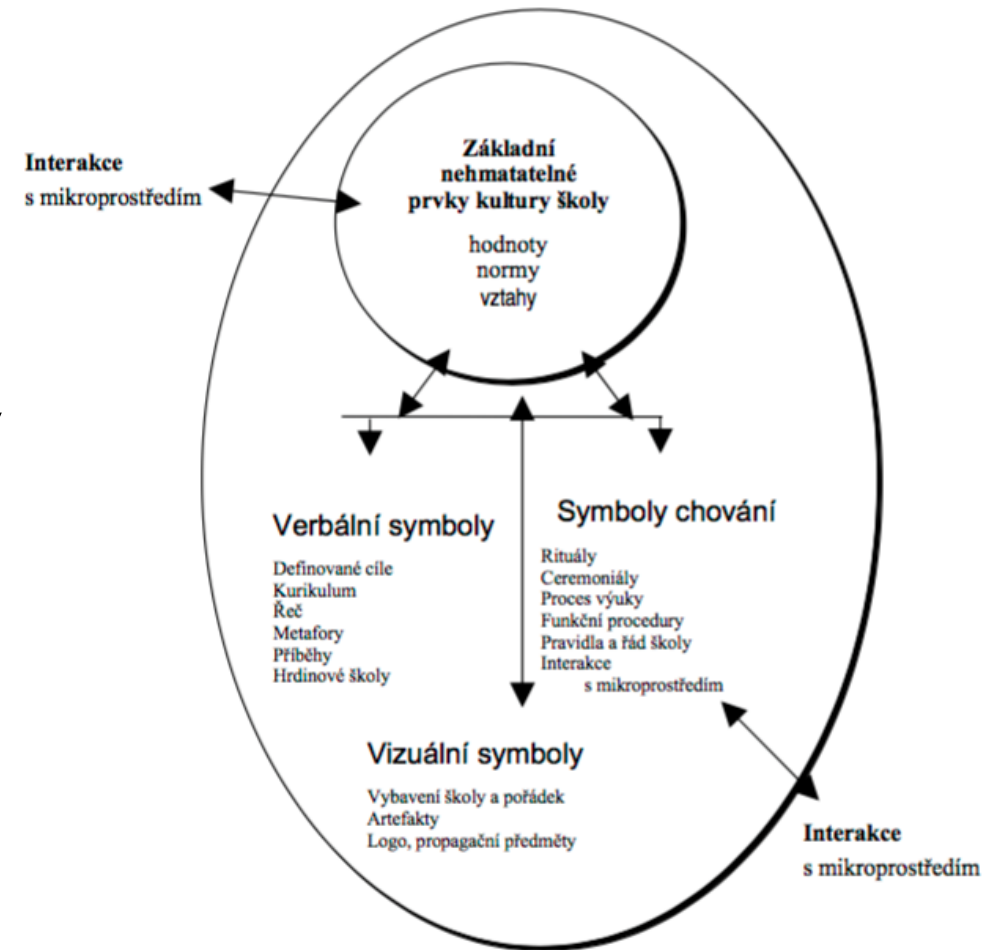 Interakce
s mikroprostředím
Základní
nehmatatelné
prvky kultury školy
hodnoty
normy
vztahy
Verbální symboly
Definované cíle
Kurikulum
Řeč
Metafory
Příběhy
Hrdinové školy
Symboly chování
Rituály
Ceremoniály
Proces výuky
Funkční procedury
Pravidla a řád školy
Interakce
s mikroprostředím
Vizuální symboly
Vybavení školy a pořádek
Artefakty
Logo, propagační předměty
Interakce
s mikroprostředím